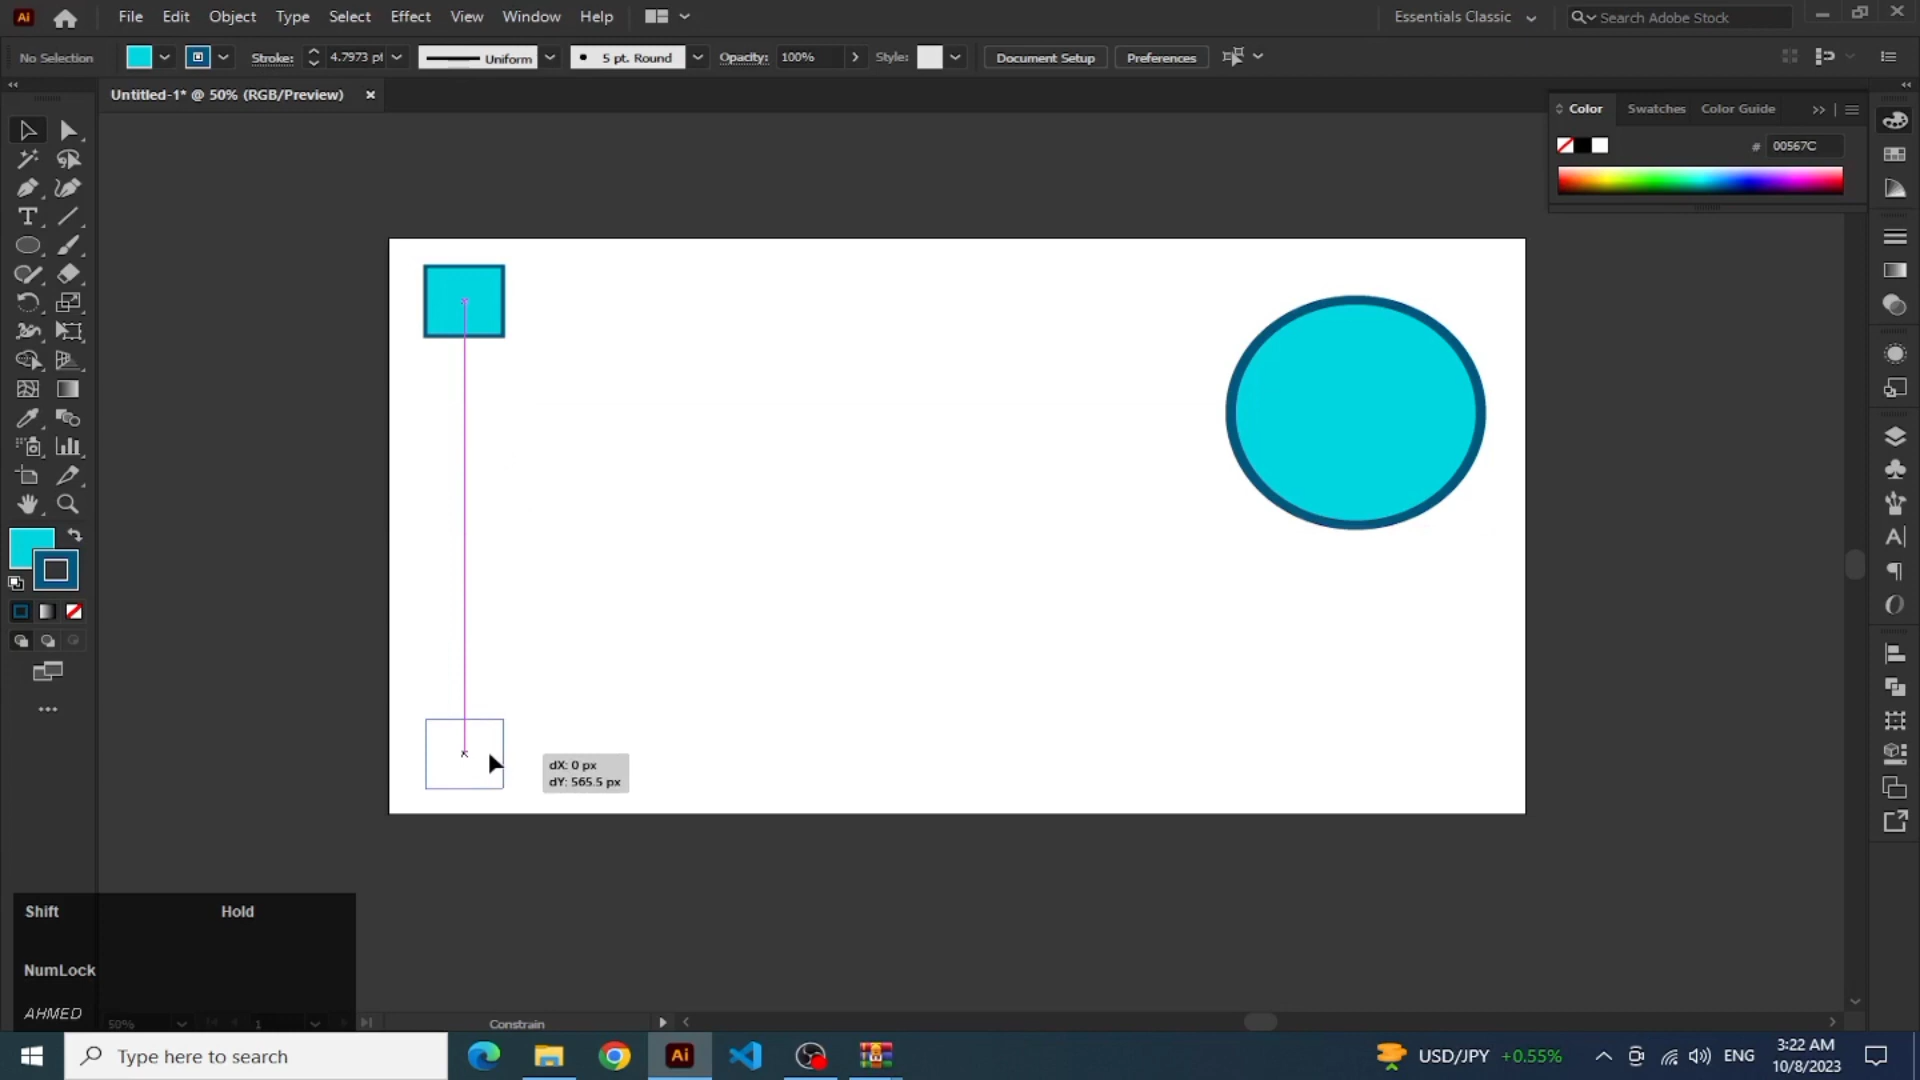 Ai File Edit Object Type Select Effect View Window Help Essentials Classic Search Adobe Stock
No Selection Stroke: 4.7973 pt Uniform 5 pt. Round Opacity: 100% Style: Document Setup Preferences
Untitled-1* @ 50% (RGB/Preview)
Color Swatches Color Guide
# 00567C
dX: 0 px
dY: 565.5 px
Shift Hold
NumLock
AHMED
50% 1 Constrain
Type here to search Ai USD/JPY +0.55% ENG 3:22 AM
10/8/2023